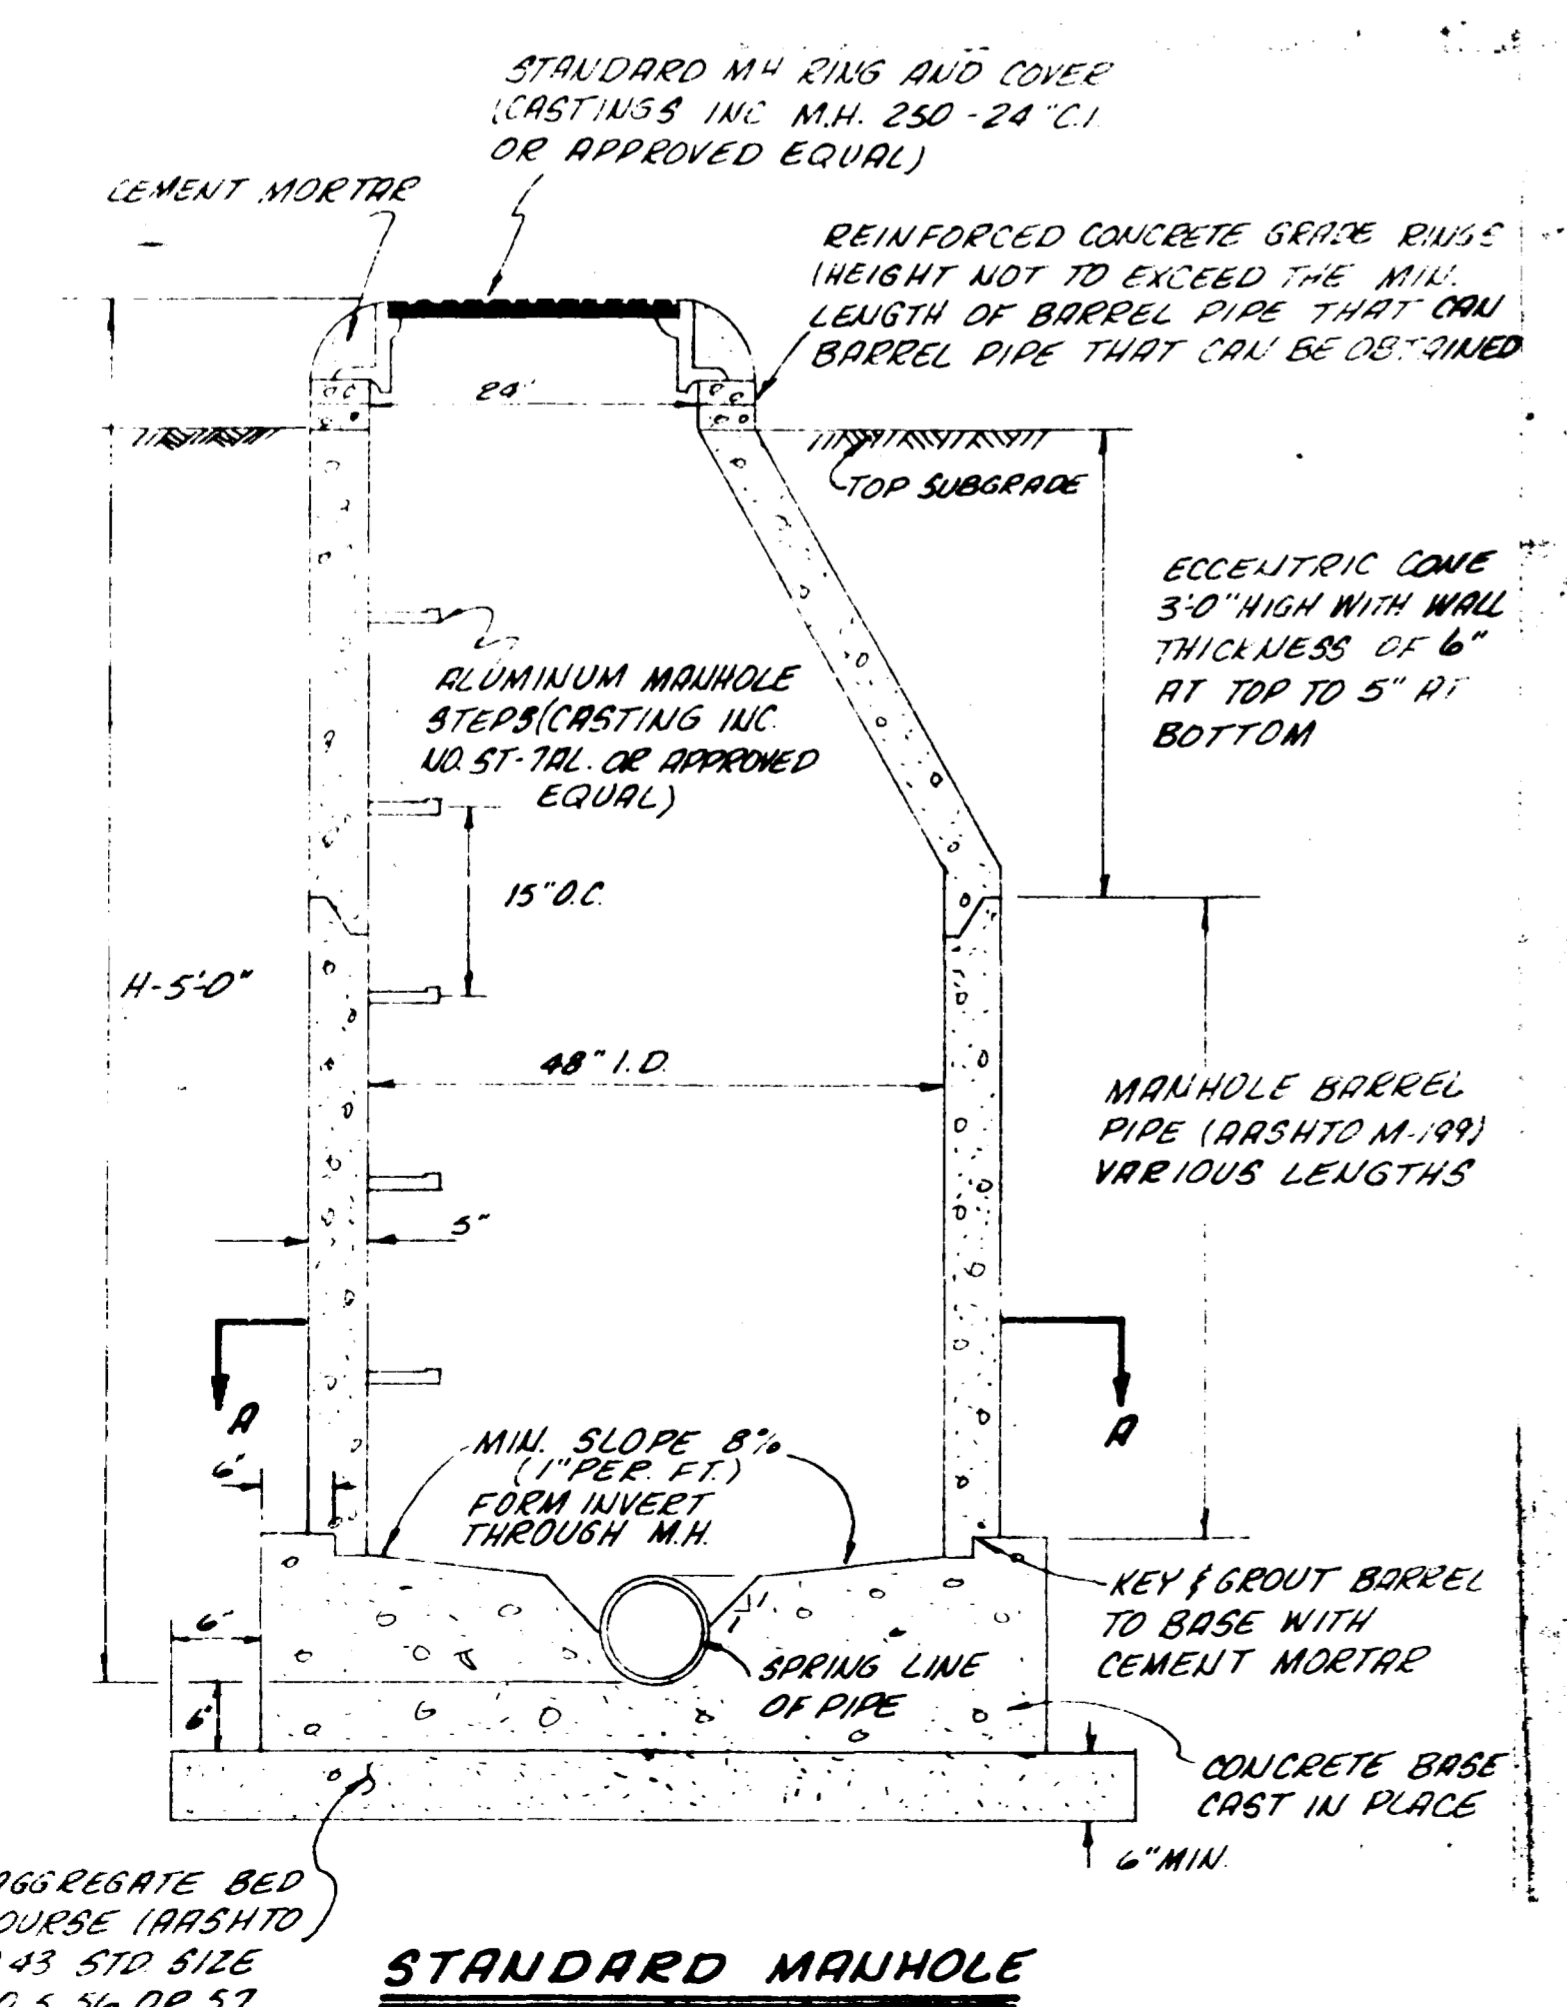 STANDARD MH RING AND COVER
(CASTINGS INC M.H. 250-24"C.I.
OR APPROVED EQUAL)
CEMENT MORTAR
REINFORCED CONCRETE GRADE RINGS
(HEIGHT NOT TO EXCEED THE MIN.
LENGTH OF BARREL PIPE THAT CAN
BARREL PIPE THAT CAN BE OBTAINED
24"
TOP SUBGRADE
ECCENTRIC CONE
3'-0" HIGH WITH WALL
THICKNESS OF 6"
AT TOP TO 5" AT
BOTTOM
ALUMINUM MANHOLE
STEPS (CASTING INC.
NO. ST-7AL. OR APPROVED
EQUAL)
15" O.C.
H-5'-0"
48" I.D.
MANHOLE BARREL
PIPE (AASHTO M-199)
VARIOUS LENGTHS
5"
A
A
6"
MIN. SLOPE 8%
(1" PER. FT.)
FORM INVERT
THROUGH M.H.
KEY & GROUT BARREL
TO BASE WITH
CEMENT MORTAR
6"
1
1
SPRING LINE
OF PIPE
6"
CONCRETE BASE
CAST IN PLACE
6" MIN.
AGGREGATE BED
OURSE (AASHTO
43 STD. SIZE
56 OR 57
STANDARD MANHOLE